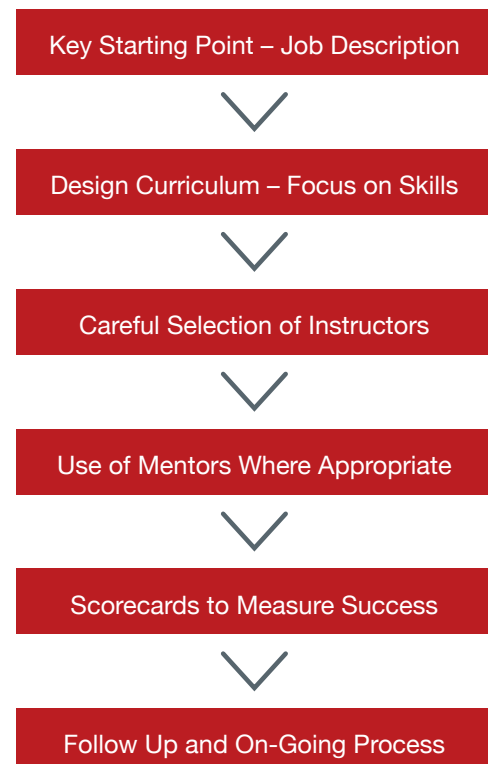 Key Starting Point – Job Description
Design Curriculum – Focus on Skills
Careful Selection of Instructors
Use of Mentors Where Appropriate
Scorecards to Measure Success
Follow Up and On-Going Process